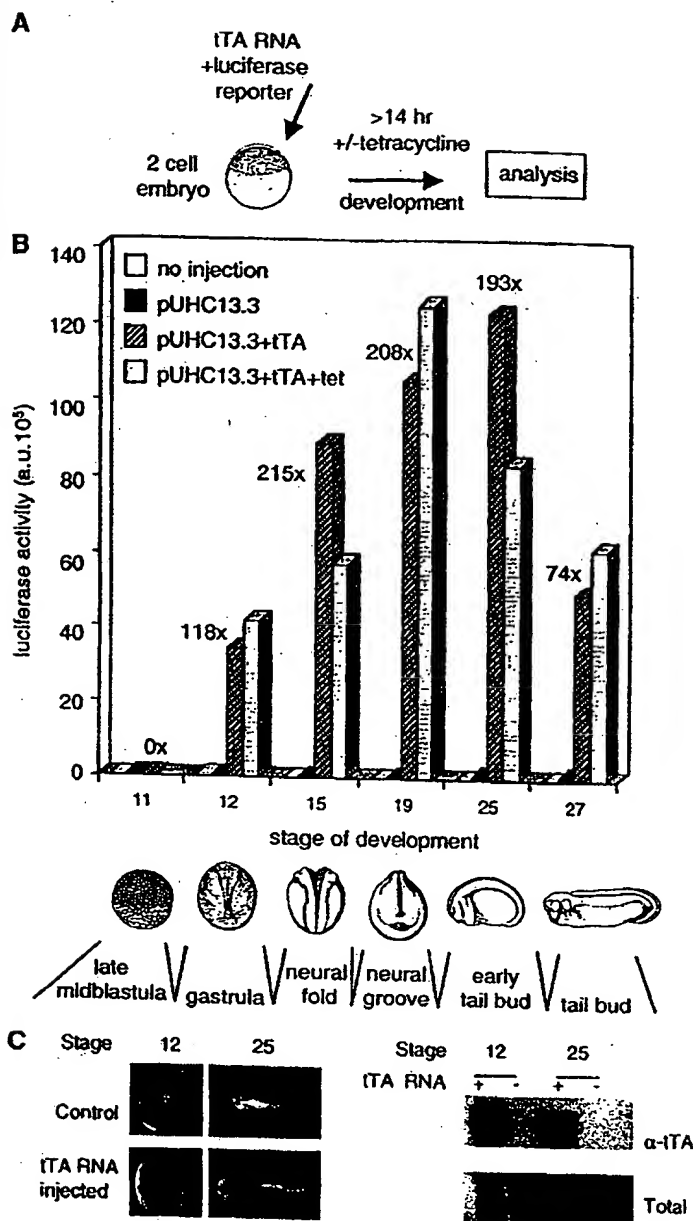 A
tTA RNA
+luciferase
reporter
2 cell
embryo
>14 hr
+/-tetracycline
development
analysis
B
140
120
100
80
60
40
20
0
luciferase activity (a.u.10⁵)
no injection
pUHC13.3
pUHC13.3+tTA
pUHC13.3+tTA+tet
0x
118x
215x
208x
193x
74x
11 12 15 19 25 27
stage of development
late midblastula
gastrula
neural fold
neural groove
early tail bud
tail bud
C
Stage 12 25
Control
tTA RNA
injected
Stage 12 25
tTA RNA + - + -
α-tTA
Total